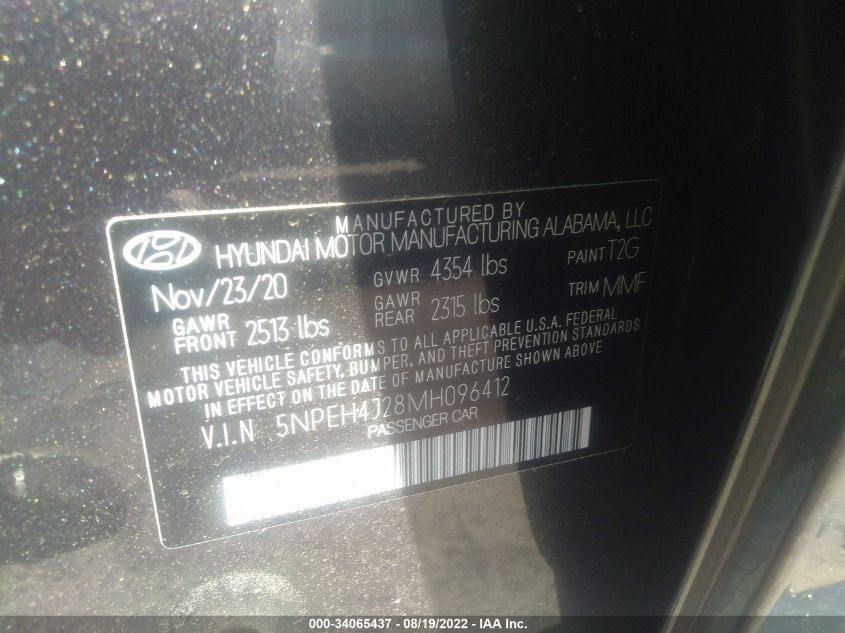 MANUFACTURED BY
HYUNDAI MOTOR MANUFACTURING ALABAMA, LLC
Nov/23/20 GVWR 4354 lbs PAINT T2G
GAWR FRONT 2513 lbs GAWR REAR 2315 lbs TRIM MMF
THIS VEHICLE CONFORMS TO ALL APPLICABLE U.S.A. FEDERAL
MOTOR VEHICLE SAFETY, BUMPER, AND THEFT PREVENTION STANDARDS
IN EFFECT ON THE DATE OF MANUFACTURE SHOWN ABOVE
V.I.N 5NPEH4J28MH096412
PASSENGER CAR
000-34065437 - 08/19/2022 - IAA Inc.